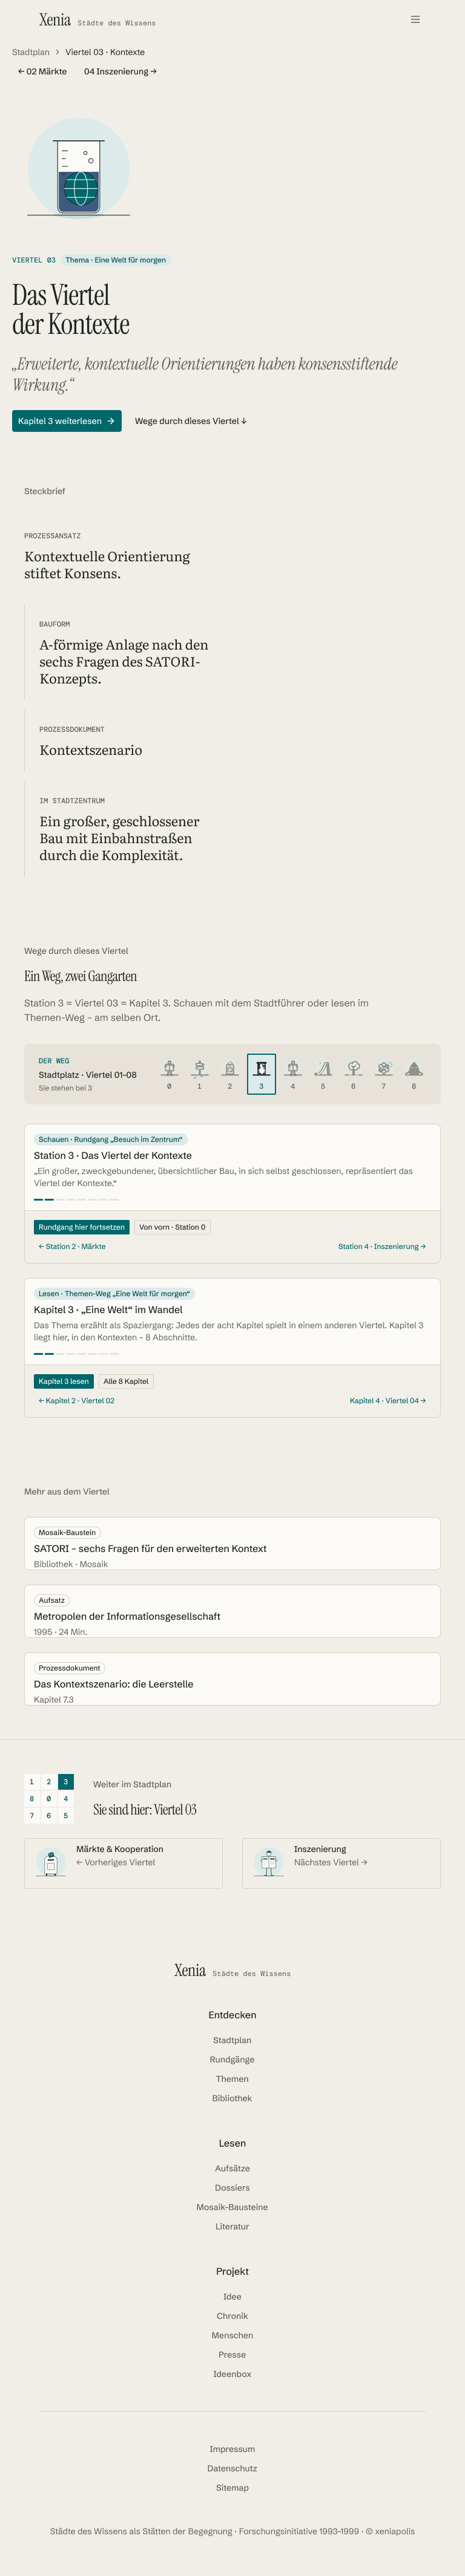 Xenia Städte des Wissens
Stadtplan > Viertel 03 · Kontexte
← 02 Märkte 04 Inszenierung →
VIERTEL 03 Thema · Eine Welt für morgen
Das Viertel
der Kontexte
„Erweiterte, kontextuelle Orientierungen haben konsensstiftende
Wirkung.“
Kapitel 3 weiterlesen →
Wege durch dieses Viertel ↓
Steckbrief
PROZESSANSATZ
Kontextuelle Orientierung
stiftet Konsens.
BAUFORM
A-förmige Anlage nach den
sechs Fragen des SATORI-
Konzepts.
PROZESSDOKUMENT
Kontextszenario
IM STADTZENTRUM
Ein großer, geschlossener
Bau mit Einbahnstraßen
durch die Komplexität.
Wege durch dieses Viertel
Ein Weg, zwei Gangarten
Station 3 = Viertel 03 = Kapitel 3. Schauen mit dem Stadtführer oder lesen im
Themen-Weg – am selben Ort.
DER WEG
Stadtplatz · Viertel 01–08
Sie stehen bei 3
0 1 2 3 4 5 6 7 8
Schauen · Rundgang „Besuch im Zentrum“
Station 3 · Das Viertel der Kontexte
„Ein großer, zweckgebundener, übersichtlicher Bau, in sich selbst geschlossen, repräsentiert das
Viertel der Kontexte.“
Rundgang hier fortsetzen Von vorn · Station 0
← Station 2 · Märkte Station 4 · Inszenierung →
Lesen · Themen-Weg „Eine Welt für morgen“
Kapitel 3 · „Eine Welt“ im Wandel
Das Thema erzählt als Spaziergang: Jedes der acht Kapitel spielt in einem anderen Viertel. Kapitel 3
liegt hier, in den Kontexten – 8 Abschnitte.
Kapitel 3 lesen Alle 8 Kapitel
← Kapitel 2 · Viertel 02 Kapitel 4 · Viertel 04 →
Mehr aus dem Viertel
Mosaik-Baustein
SATORI – sechs Fragen für den erweiterten Kontext
Bibliothek · Mosaik
Aufsatz
Metropolen der Informationsgesellschaft
1995 · 24 Min.
Prozessdokument
Das Kontextszenario: die Leerstelle
Kapitel 7.3
1 2 3
8 0 4
7 6 5
Weiter im Stadtplan
Sie sind hier: Viertel 03
Märkte & Kooperation
← Vorheriges Viertel
Inszenierung
Nächstes Viertel →
Xenia Städte des Wissens
Entdecken
Stadtplan
Rundgänge
Themen
Bibliothek
Lesen
Aufsätze
Dossiers
Mosaik-Bausteine
Literatur
Projekt
Idee
Chronik
Menschen
Presse
Ideenbox
Impressum
Datenschutz
Sitemap
Städte des Wissens als Stätten der Begegnung · Forschungsinitiative 1993–1999 · © xeniapolis